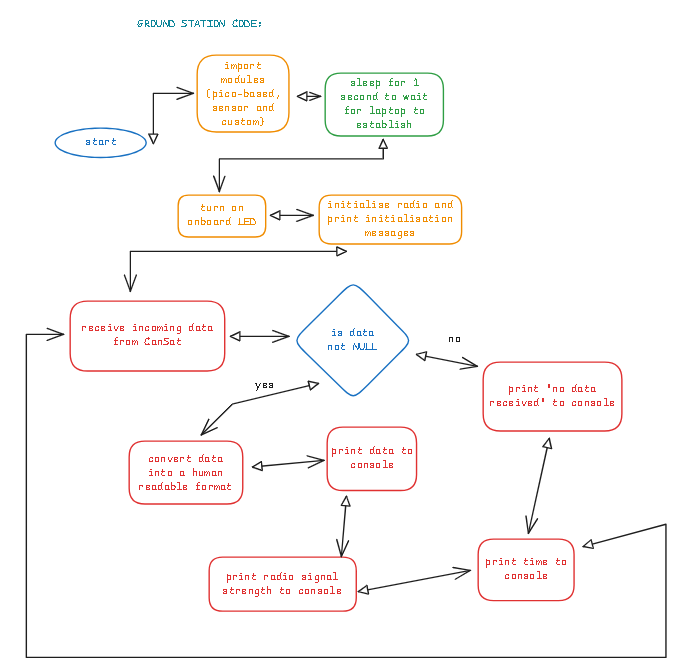 GROUND STATION CODE:
import
modules
(pico-based,
sensor and
custom)
sleep for 1
second to wait
for laptop to
establish
start
turn on
onboard LED
initialise radio and
print initialisation
messages
receive incoming data
from CanSat
is data
not NULL
no
yes
print "no data
received" to console
convert data
into a human
readable format
print data to
console
print radio signal
strength to console
print time to
console